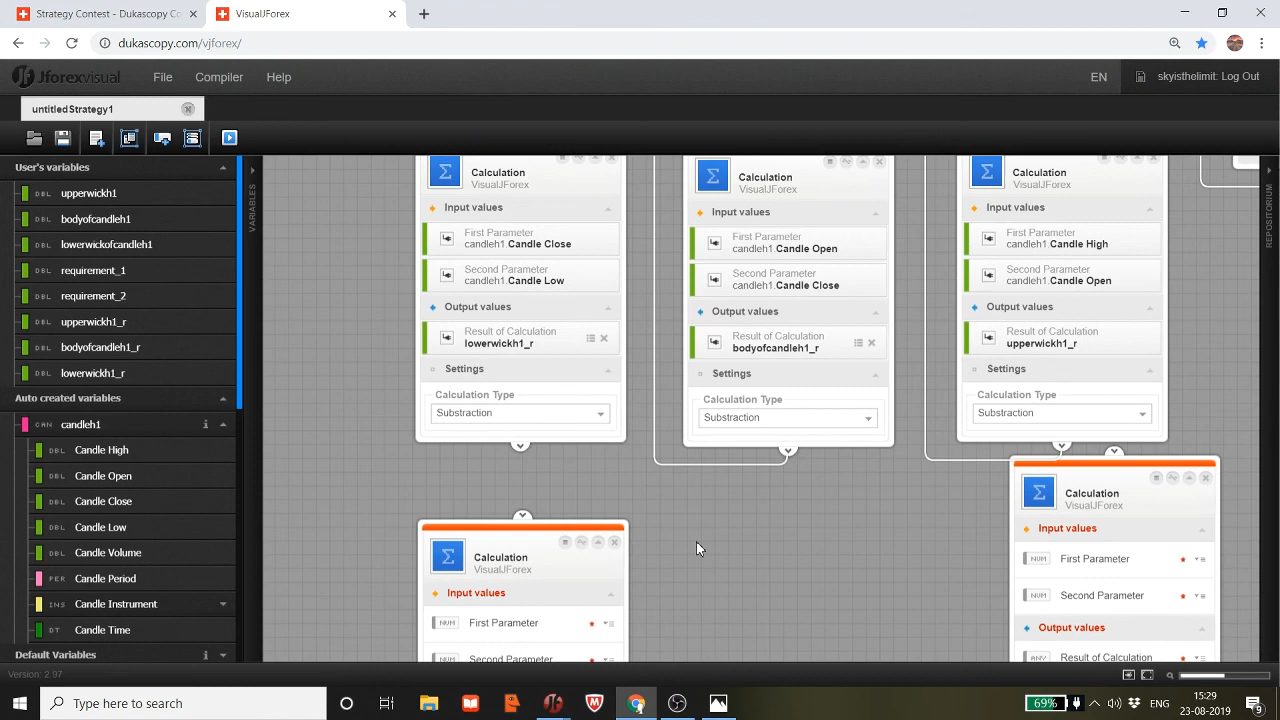 Strategy Contest - Dukascopy Co
VisualJForex
dukascopy.com/vjforex/
Jforexvisual
File
Compiler
Help
EN
skyisthelimit: Log Out
untitledStrategy1
User's variables
DBL upperwickh1
DBL bodyofcandleh1
DBL lowerwickofcandleh1
DBL requirement_1
DBL requirement_2
DBL upperwickh1_r
DBL bodyofcandleh1_r
DBL lowerwickh1_r
Auto created variables
CAN candleh1
DBL Candle High
DBL Candle Open
DBL Candle Close
DBL Candle Low
DBL Candle Volume
PER Candle Period
INS Candle Instrument
DT Candle Time
Default Variables
VARIABLES
Calculation
VisualJForex
Input values
First Parameter
candleh1.Candle Close
Second Parameter
candleh1.Candle Low
Output values
Result of Calculation
lowerwickh1_r
Settings
Calculation Type
Substraction
Calculation
VisualJForex
Input values
First Parameter
candleh1.Candle Open
Second Parameter
candleh1.Candle Close
Output values
Result of Calculation
bodyofcandleh1_r
Settings
Calculation Type
Substraction
Calculation
VisualJForex
Input values
First Parameter
candleh1.Candle High
Second Parameter
candleh1.Candle Open
Output values
Result of Calculation
upperwickh1_r
Settings
Calculation Type
Substraction
REPOSITORIUM
Calculation
VisualJForex
Input values
NUM First Parameter
NUM Second Parameter
Calculation
VisualJForex
Input values
NUM First Parameter
NUM Second Parameter
Output values
ANY Result of Calculation
Version: 2.97
Type here to search
69%
ENG
15:29
23-08-2019
9